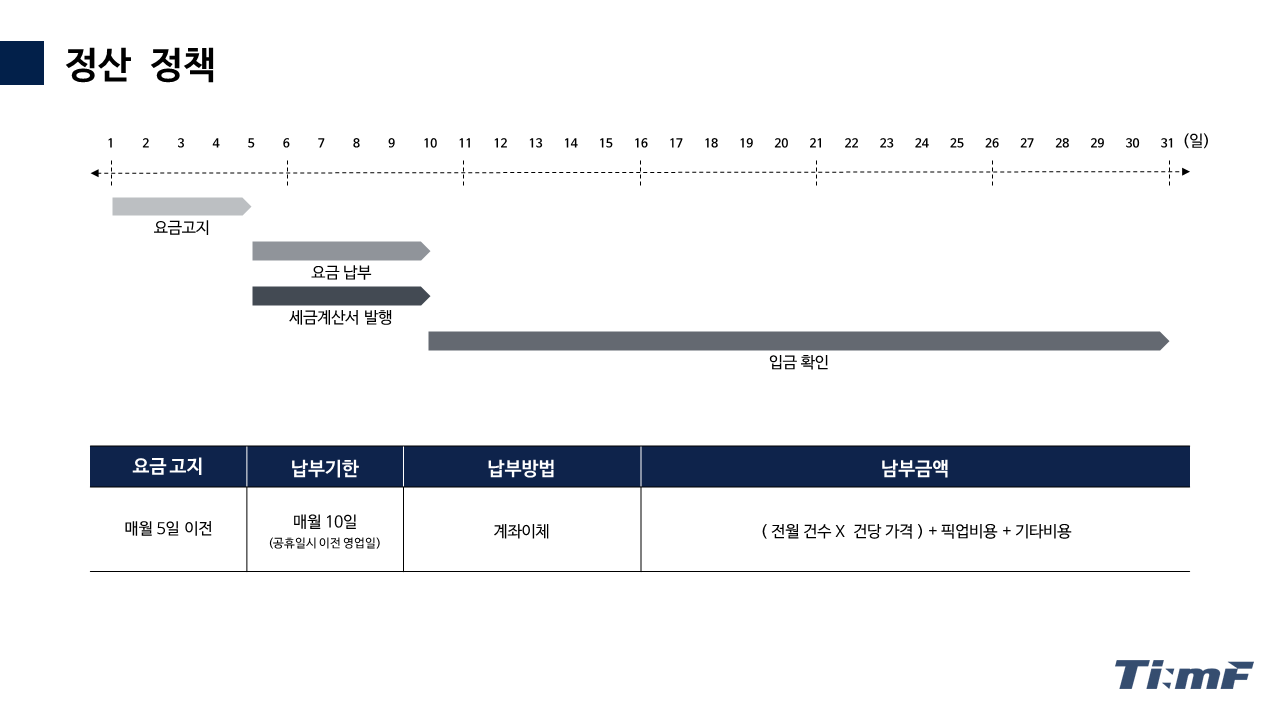 정산 정책
1 2 3 4 5 6 7 8 9 10 11 12 13 14 15 16 17 18 19 20 21 22 23 24 25 26 27 28 29 30 31 (일)
요금고지
요금 납부
세금계산서 발행
입금 확인
요금 고지 납부기한 납부방법 남부금액
매월 5일 이전 매월 10일 계좌이체 ( 전월 건수 X 건당 가격 ) + 픽업비용 + 기타비용
(공휴일시 이전 영업일)
Ti:mF